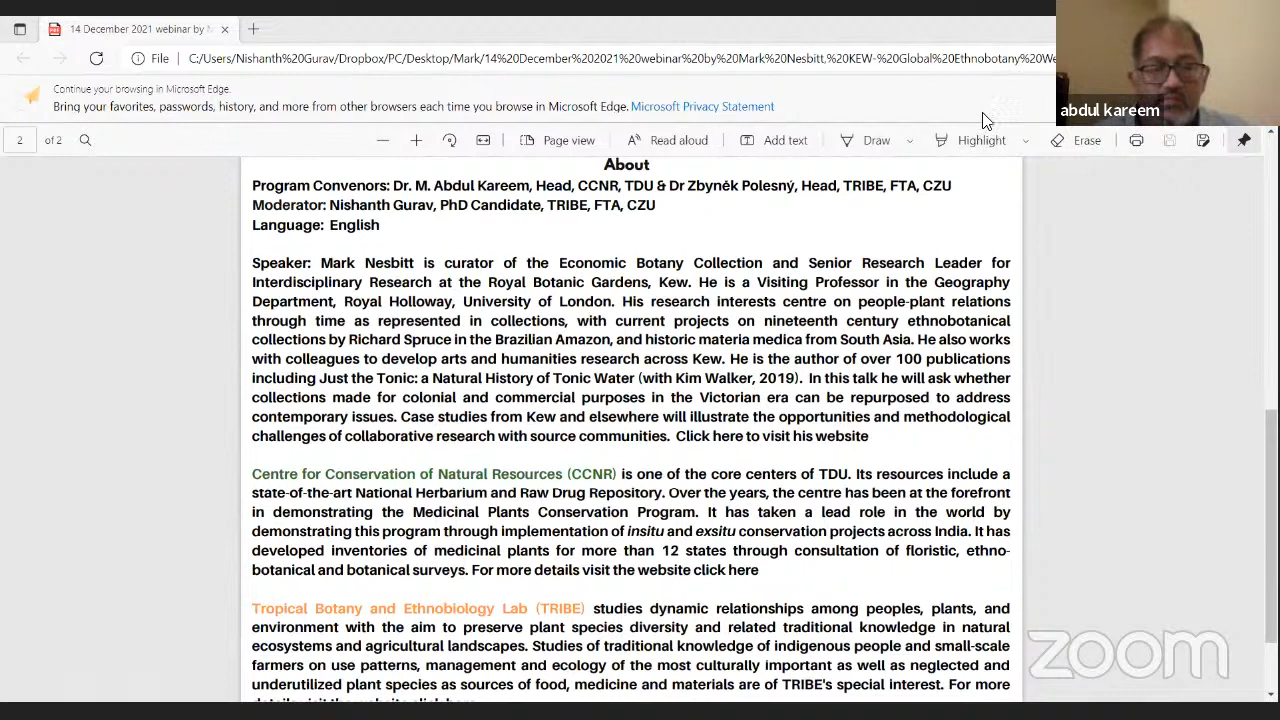 14 December 2021 webinar by M
File
C:/Users/Nishanth%20Gurav/Dropbox/PC/Desktop/Mark/14%20December%202021%20webinar%20by%20Mark%20Nesbitt,%20KEW-%20Global%20Ethnobotany%20We
Continue your browsing in Microsoft Edge.
Bring your favorites, passwords, history, and more from other browsers each time you browse in Microsoft Edge. Microsoft Privacy Statement
abdul kareem
2 of 2 Page view Read aloud Add text Draw Highlight Erase
About
Program Convenors: Dr. M. Abdul Kareem, Head, CCNR, TDU & Dr Zbynék Polesný, Head, TRIBE, FTA, CZU
Moderator: Nishanth Gurav, PhD Candidate, TRIBE, FTA, CZU
Language: English
Speaker: Mark Nesbitt is curator of the Economic Botany Collection and Senior Research Leader for
Interdisciplinary Research at the Royal Botanic Gardens, Kew. He is a Visiting Professor in the Geography
Department, Royal Holloway, University of London. His research interests centre on people-plant relations
through time as represented in collections, with current projects on nineteenth century ethnobotanical
collections by Richard Spruce in the Brazilian Amazon, and historic materia medica from South Asia. He also works
with colleagues to develop arts and humanities research across Kew. He is the author of over 100 publications
including Just the Tonic: a Natural History of Tonic Water (with Kim Walker, 2019). In this talk he will ask whether
collections made for colonial and commercial purposes in the Victorian era can be repurposed to address
contemporary issues. Case studies from Kew and elsewhere will illustrate the opportunities and methodological
challenges of collaborative research with source communities. Click here to visit his website
Centre for Conservation of Natural Resources (CCNR) is one of the core centers of TDU. Its resources include a
state-of-the-art National Herbarium and Raw Drug Repository. Over the years, the centre has been at the forefront
in demonstrating the Medicinal Plants Conservation Program. It has taken a lead role in the world by
demonstrating this program through implementation of insitu and exsitu conservation projects across India. It has
developed inventories of medicinal plants for more than 12 states through consultation of floristic, ethno-
botanical and botanical surveys. For more details visit the website click here
Tropical Botany and Ethnobiology Lab (TRIBE) studies dynamic relationships among peoples, plants, and
environment with the aim to preserve plant species diversity and related traditional knowledge in natural
ecosystems and agricultural landscapes. Studies of traditional knowledge of indigenous people and small-scale
farmers on use patterns, management and ecology of the most culturally important as well as neglected and
underutilized plant species as sources of food, medicine and materials are of TRIBE's special interest. For more
details visit the website click here
zoom